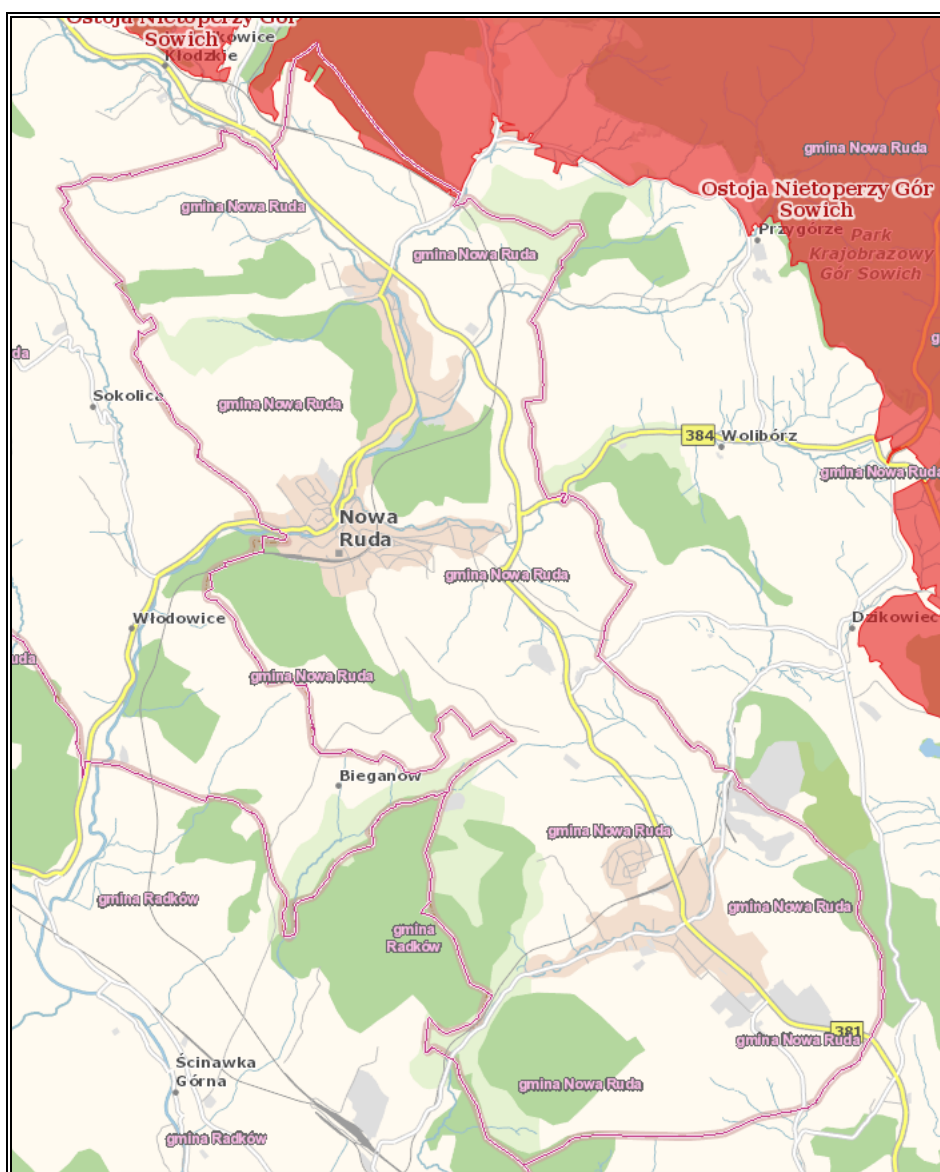 Ostoja Nietoperzy Gór
Sowich
kowice
Kłodzkie
gmina Nowa Ruda
Ostoja Nietoperzy Gór
Sowich
gmina Nowa Ruda
Przygórze
Park
Krajobrazowy
Gór Sowich
gmina Nowa Ruda
uda
Sokolica
gmina Nowa Ruda
384
Wolibórz
gmina Nowa Ruda
Nowa
Ruda
gmina Nowa Ruda
Włodowice
Dzikowiec
uda
gmina Nowa Ruda
Bieganów
gmina Nowa Ruda
gmina Radków
gmina Nowa Ruda
gmina
Radków
381
gmina Nowa Ruda
Ścinawka
Górna
gmina Nowa Ruda
gmina Radków